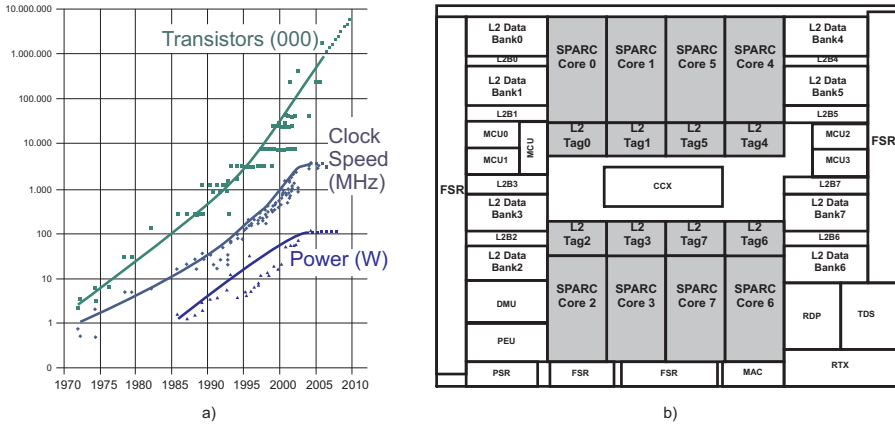 10.000.000
1.000.000
100.000
10.000
1.000
100
10
1
0
1970 1975 1980 1985 1990 1995 2000 2005 2010
Transistors (000)
Clock
Speed
(MHz)
Power (W)
a)
FSR
L2 Data
Bank0
L2B0
L2 Data
Bank1
L2B1
MCU0
MCU1
MCU
L2B3
L2 Data
Bank3
L2B2
L2 Data
Bank2
DMU
PEU
PSR
SPARC
Core 0
SPARC
Core 1
SPARC
Core 5
SPARC
Core 4
L2
Tag0
L2
Tag1
L2
Tag5
L2
Tag4
CCX
L2
Tag2
L2
Tag3
L2
Tag7
L2
Tag6
SPARC
Core 2
SPARC
Core 3
SPARC
Core 7
SPARC
Core 6
FSR
FSR
MAC
L2 Data
Bank4
L2B4
L2 Data
Bank5
L2B5
MCU2
MCU3
L2B7
L2 Data
Bank7
L2B6
L2 Data
Bank6
FSR
RDP
TDS
RTX
b)